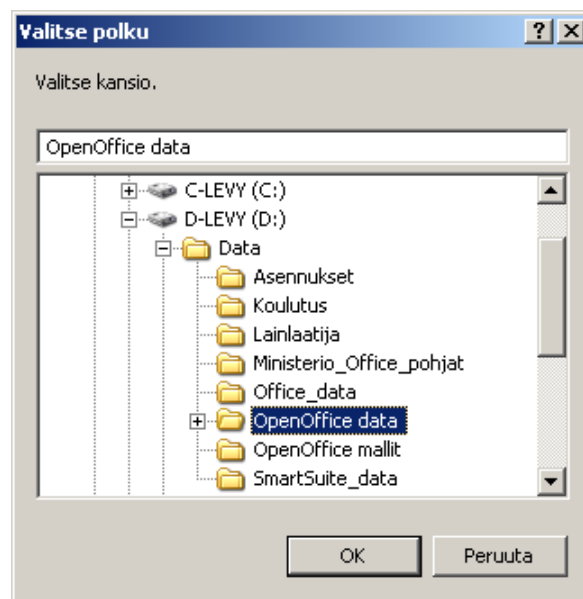 Valitse polku
Valitse kansio.
OpenOffice data
C-LEVY (C:)
D-LEVY (D:)
Data
Asennukset
Koulutus
Lainlaatija
Ministerio_Office_pohjat
Office_data
OpenOffice data
OpenOffice mallit
SmartSuite_data
OK Peruuta